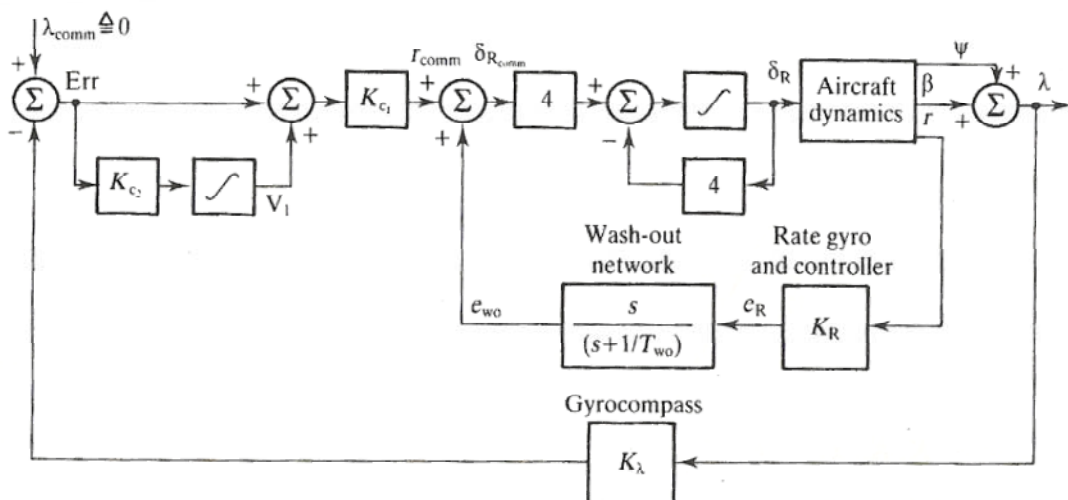 λcomm ≜ 0
+
Err
Σ
−
Kc₂
∫
V₁
+
Σ
+
Kc₁
rcomm
+
Σ
+
δRcomm
4
+
Σ
−
∫
4
δR
Aircraft
dynamics
ψ
β
r
+
+
Σ
λ
Wash-out
network
s
(s+1/Two)
ewo
eR
Rate gyro
and controller
KR
Gyrocompass
Kλ